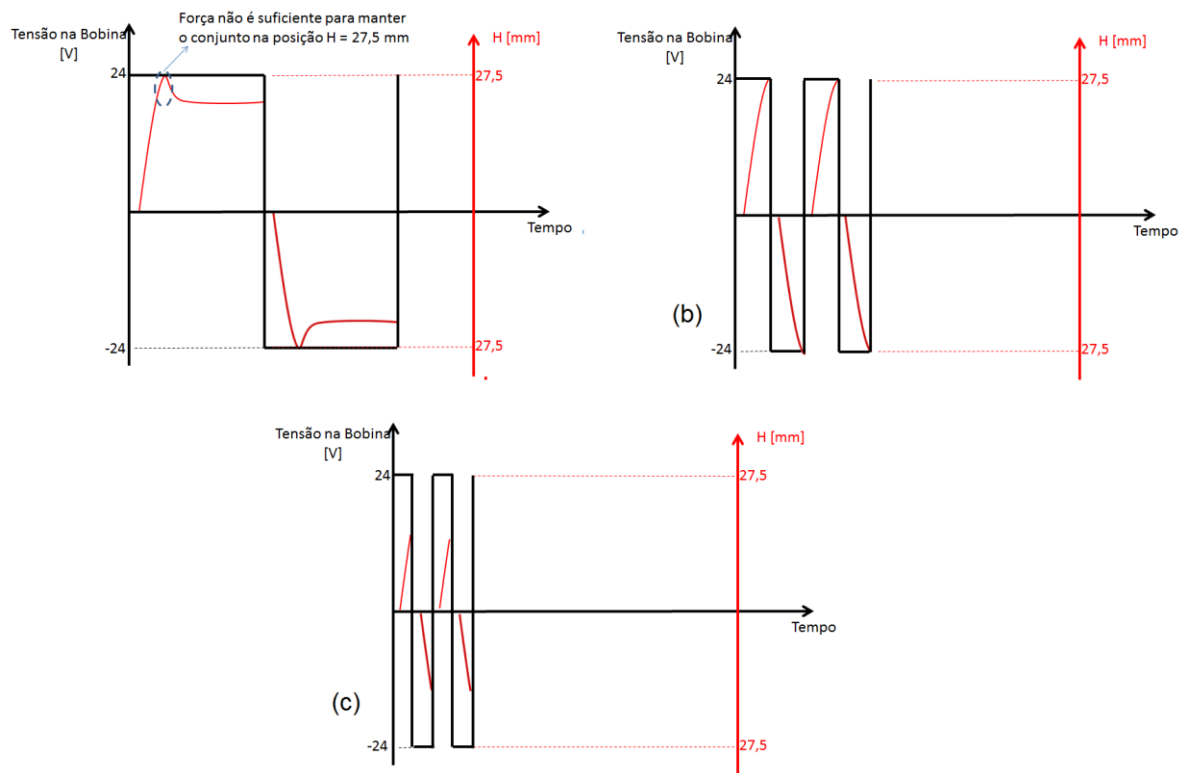 Força não é suficiente para manter
o conjunto na posição H = 27,5 mm
Tensão na Bobina
[V]
H [mm]
24
27,5
Tempo
-24
27,5
Tensão na Bobina
[V]
H [mm]
24
27,5
Tempo
(b)
-24
27,5
Tensão na Bobina
[V]
H [mm]
24
27,5
Tempo
(c)
-24
27,5